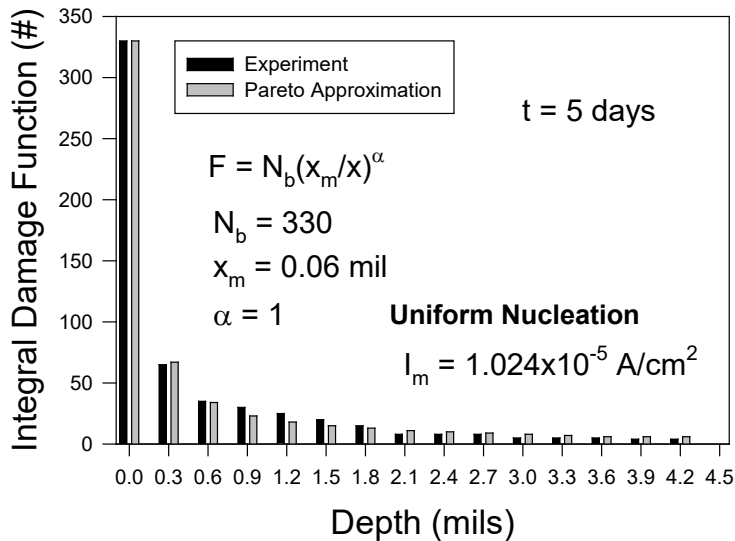 350
300
250
200
150
100
50
0
Integral Damage Function (#)
Experiment
Pareto Approximation
t = 5 days
F = N_b(x_m/x)^α
N_b = 330
x_m = 0.06 mil
α = 1
Uniform Nucleation
I_m = 1.024x10^-5 A/cm^2
0.0 0.3 0.6 0.9 1.2 1.5 1.8 2.1 2.4 2.7 3.0 3.3 3.6 3.9 4.2 4.5
Depth (mils)